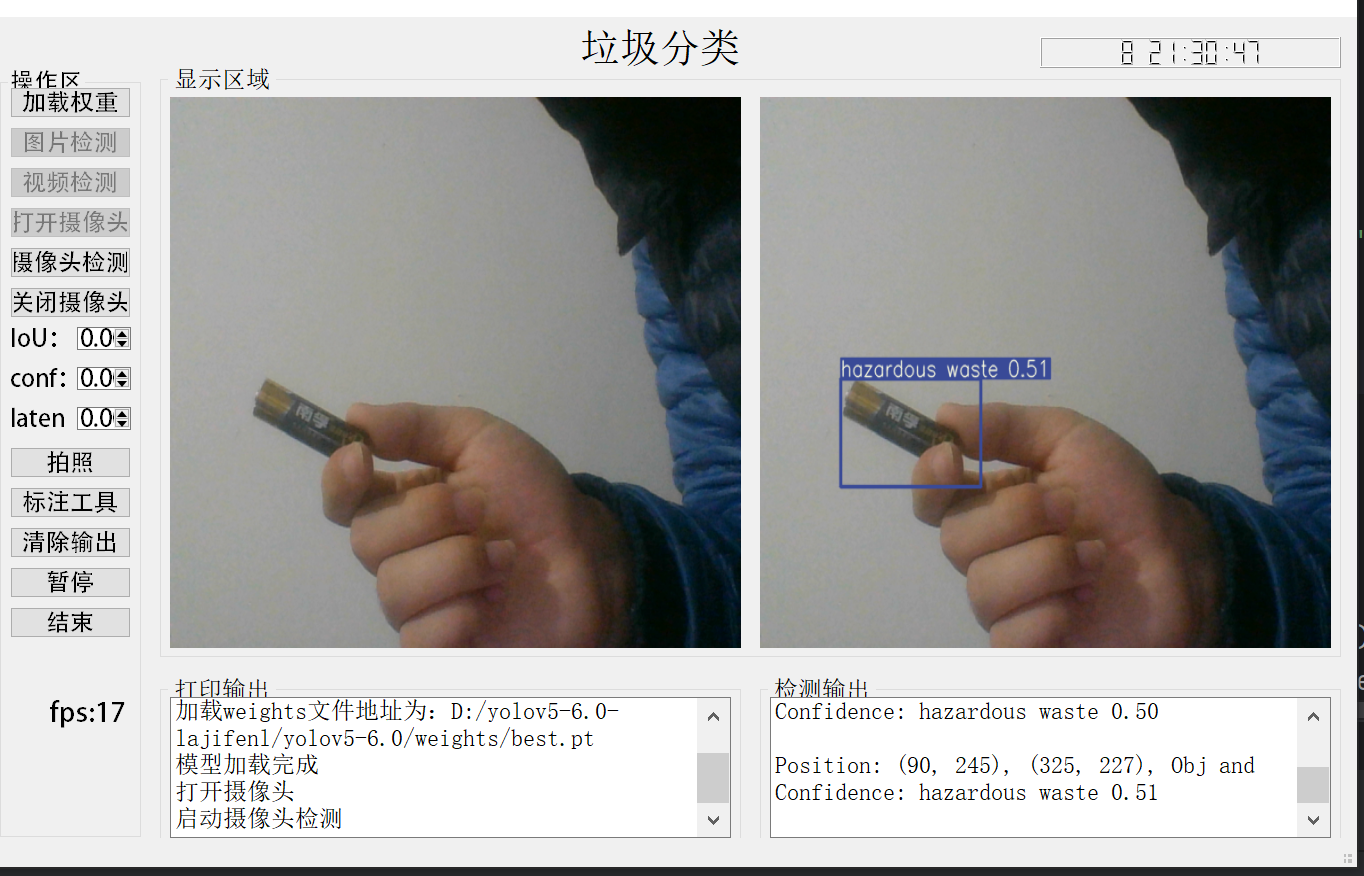 垃圾分类
8 21:30:47
操作区
加载权重
图片检测
视频检测
打开摄像头
摄像头检测
关闭摄像头
IoU: 0.0
conf: 0.0
laten 0.0
拍照
标注工具
清除输出
暂停
结束
fps:17
显示区域
南孚
hazardous waste 0.51
南孚
打印输出
加载weights文件地址为: D:/yolov5-6.0-
lajifenl/yolov5-6.0/weights/best.pt
模型加载完成
打开摄像头
启动摄像头检测
检测输出
Confidence: hazardous waste 0.50
Position: (90, 245), (325, 227), Obj and
Confidence: hazardous waste 0.51